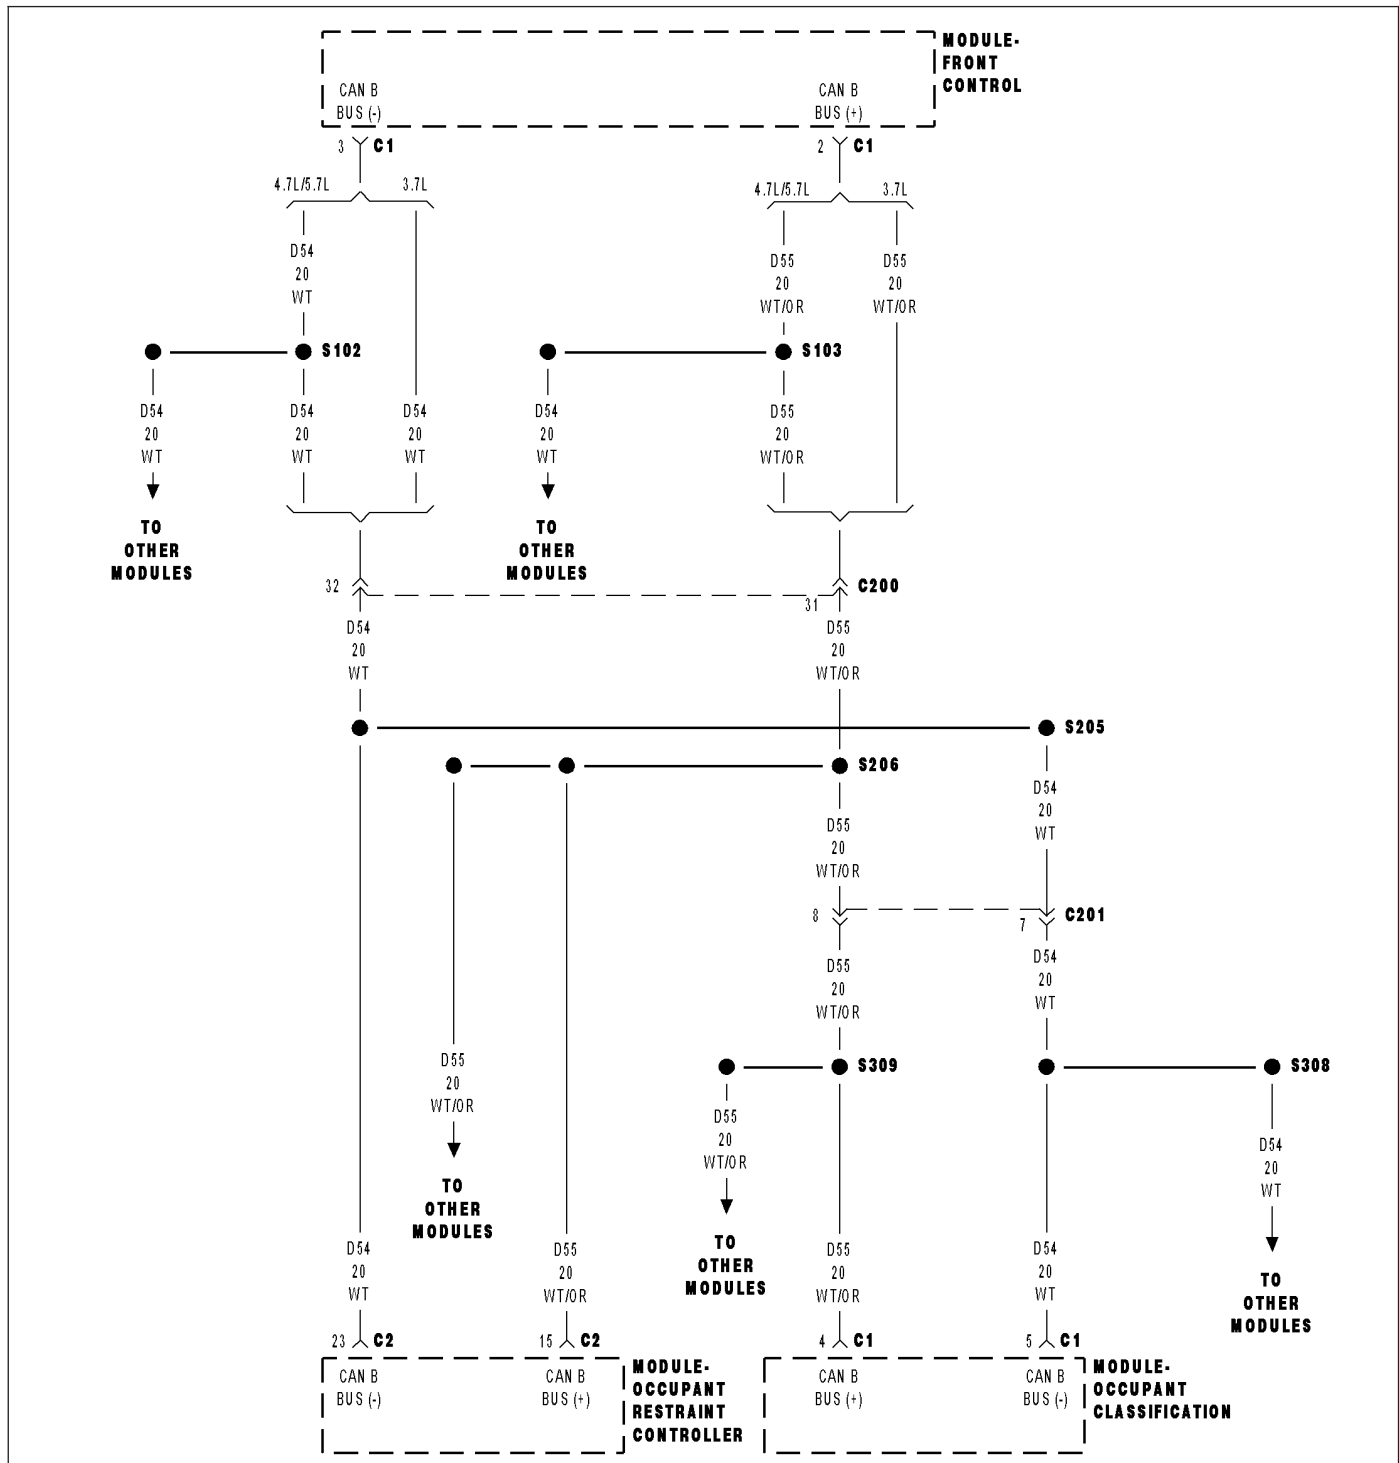 MODULE-
FRONT
CONTROL
CAN B
BUS (-)
CAN B
BUS (+)
3 C1
2 C1
4.7L/5.7L 3.7L
4.7L/5.7L 3.7L
D54
20
WT
D55
20
WT/OR
D55
20
WT/OR
S102
S103
D54
20
WT
D54
20
WT
D54
20
WT
D54
20
WT
D55
20
WT/OR
TO
OTHER
MODULES
TO
OTHER
MODULES
32
31
C200
D54
20
WT
D55
20
WT/OR
S205
S206
D54
20
WT
D55
20
WT/OR
8
7
C201
D55
20
WT/OR
D54
20
WT
S309
S308
D55
20
WT/OR
TO
OTHER
MODULES
D55
20
WT/OR
TO
OTHER
MODULES
D54
20
WT
TO
OTHER
MODULES
D54
20
WT
D55
20
WT/OR
D55
20
WT/OR
D54
20
WT
23 C2
15 C2
4 C1
5 C1
CAN B
BUS (-)
CAN B
BUS (+)
MODULE-
OCCUPANT
RESTRAINT
CONTROLLER
CAN B
BUS (+)
CAN B
BUS (-)
MODULE-
OCCUPANT
CLASSIFICATION